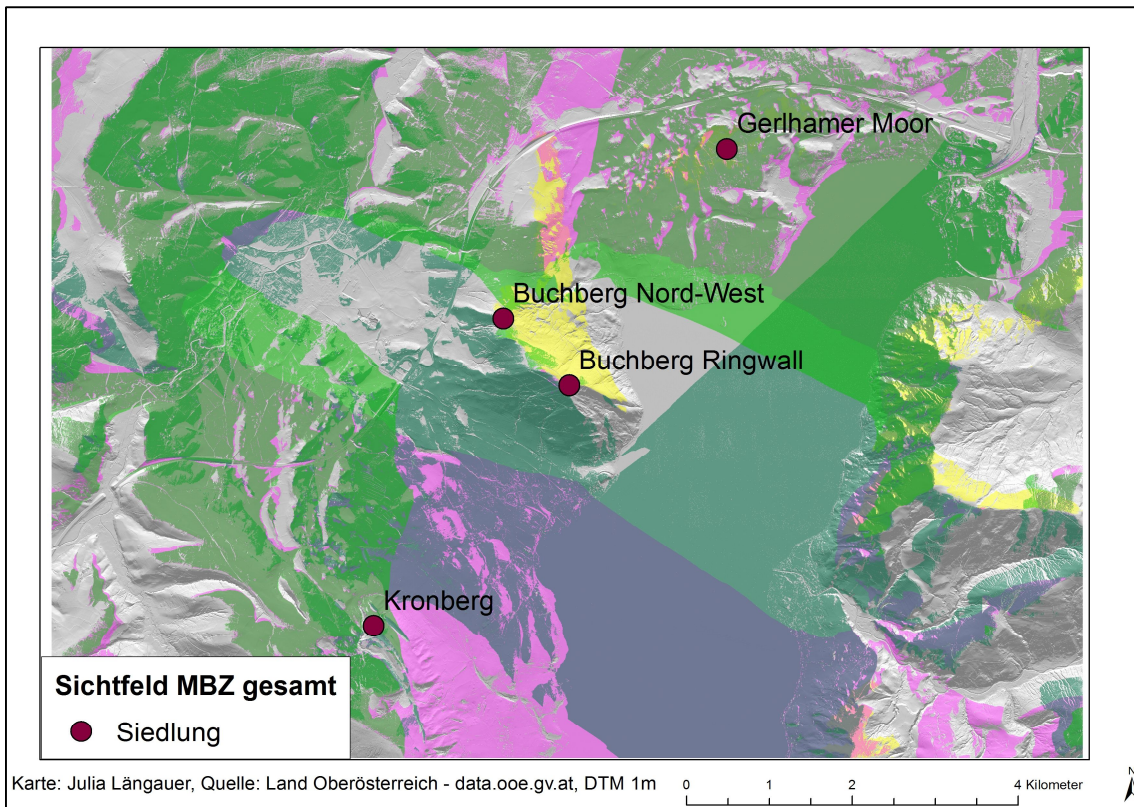 Gerlhamer Moor
Buchberg Nord-West
Buchberg Ringwall
Kronberg
Sichtfeld MBZ gesamt
Siedlung
Karte: Julia Längauer, Quelle: Land Oberösterreich - data.ooe.gv.at, DTM 1m
0 1 2 4 Kilometer
N